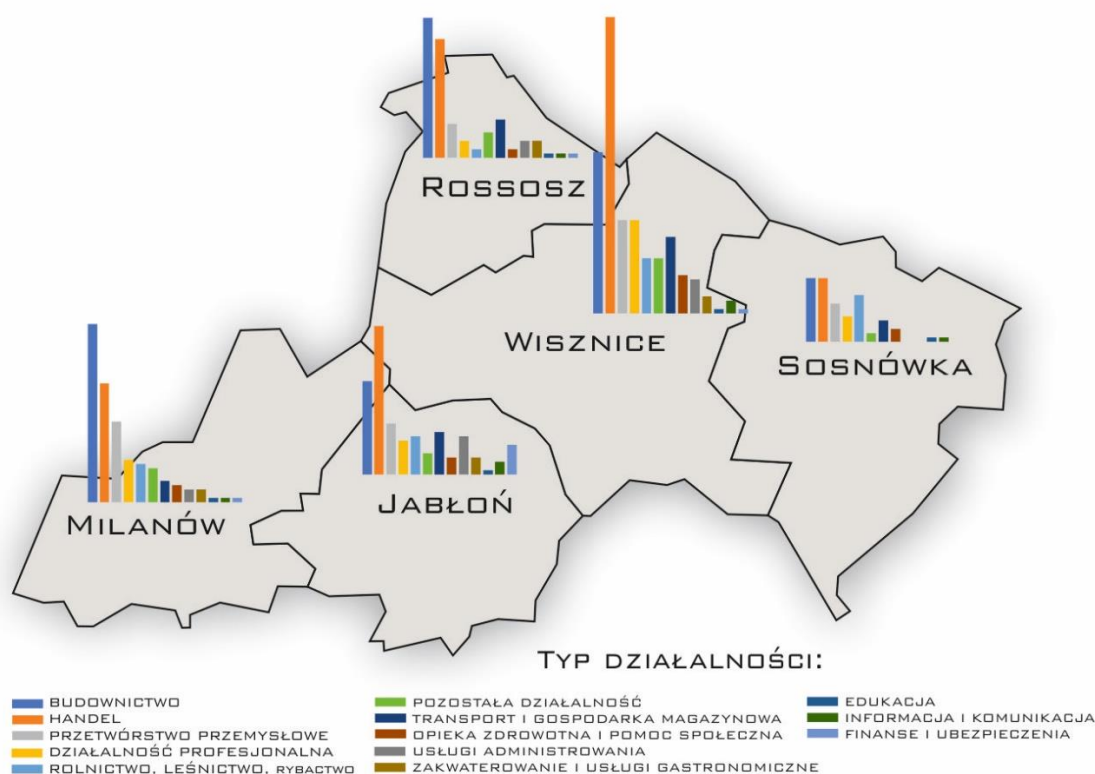 ROSSOSZ
WISZNICE
SOSNÓWKA
JABŁOŃ
MILANÓW
TYP DZIAŁALNOŚCI:
BUDOWNICTWO
HANDEL
PRZETWÓRSTWO PRZEMYSŁOWE
DZIAŁALNOŚĆ PROFESJONALNA
ROLNICTWO, LEŚNICTWO, RYBACTWO
POZOSTAŁA DZIAŁALNOŚĆ
TRANSPORT I GOSPODARKA MAGAZYNOWA
OPIEKA ZDROWOTNA I POMOC SPOŁECZNA
USŁUGI ADMINISTROWANIA
ZAKWATEROWANIE I USŁUGI GASTRONOMICZNE
EDUKACJA
INFORMACJA I KOMUNIKACJA
FINANSE I UBEZPIECZENIA